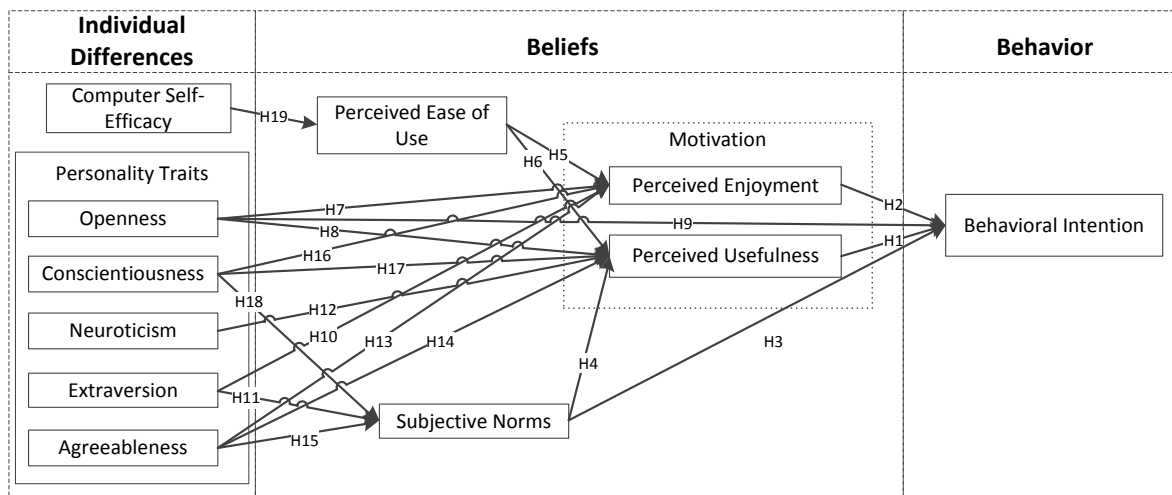 Individual
Differences
Beliefs
Behavior
Computer Self-
Efficacy
H19
Perceived Ease of
Use
Motivation
H6
H5
Personality Traits
Perceived Enjoyment
Openness
H7
H2
H9
Behavioral Intention
H8
H1
H16
Perceived Usefulness
Conscientiousness
H17
H18
H12
Neuroticism
H10
H13
H14
H3
H4
Extraversion
H11
Subjective Norms
Agreeableness
H15